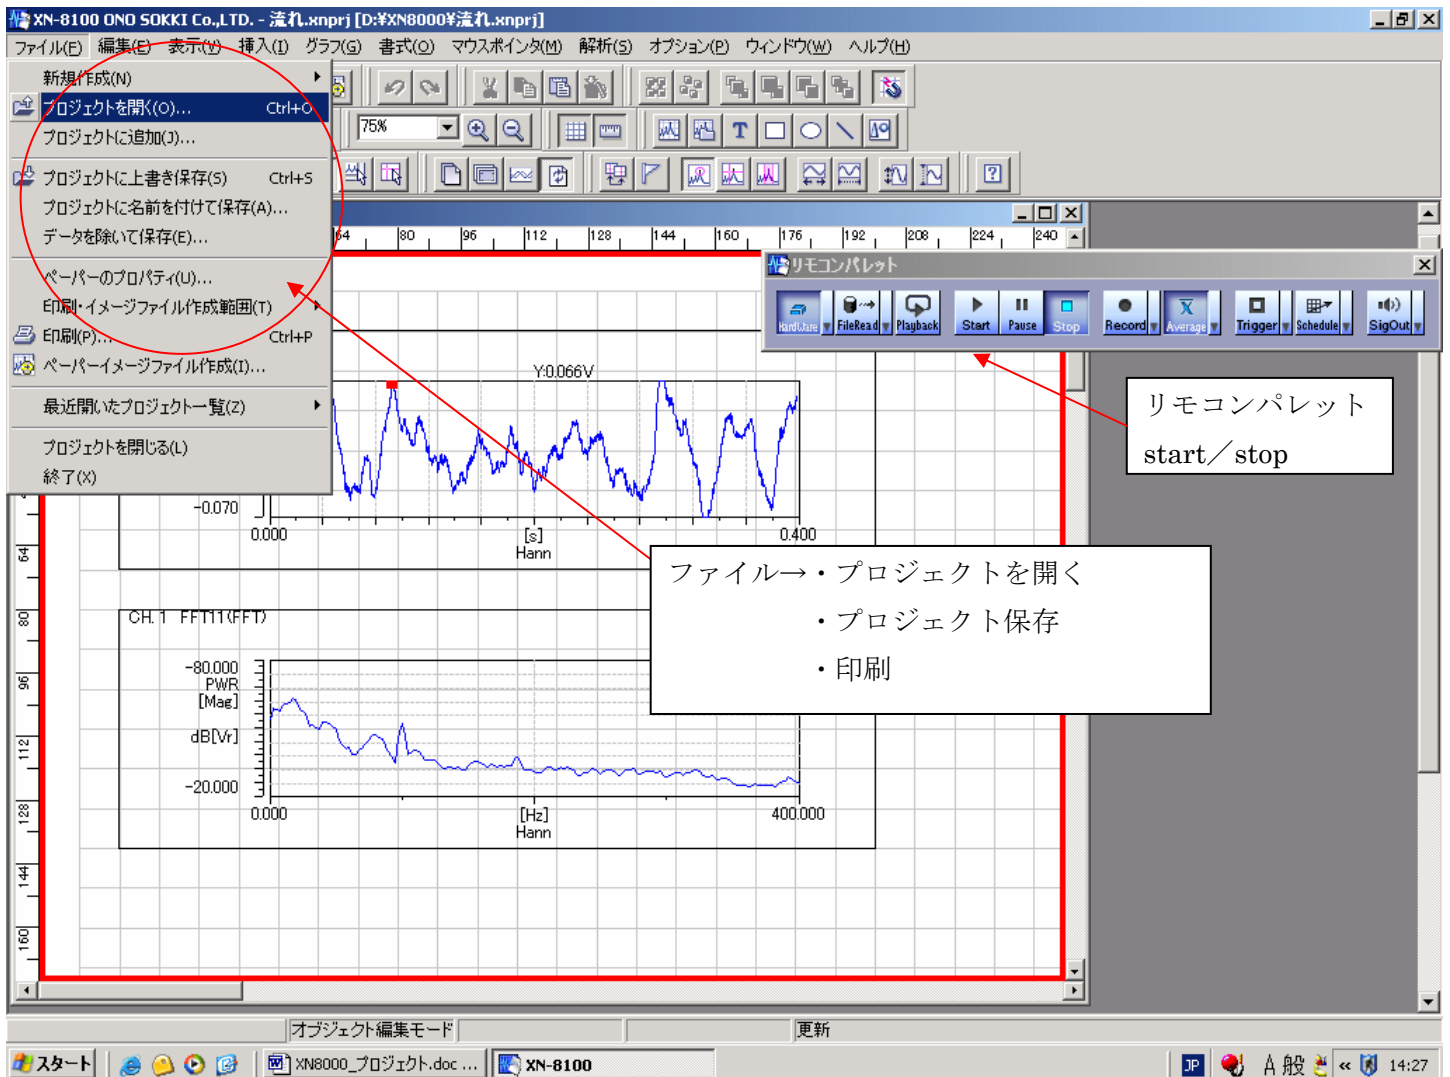 XN-8100 ONO SOKKI Co.,LTD. - 流れ.xnprj [D:¥XN8000¥流れ.xnprj]
ファイル(F) 編集(E) 表示(V) 挿入(I) グラフ(G) 書式(O) マウスポインタ(M) 解析(S) オプション(P) ウィンドウ(W) ヘルプ(H)
新規作成(N)
プロジェクトを開く(O)... Ctrl+O
プロジェクトに追加(J)...
プロジェクトに上書き保存(S) Ctrl+S
プロジェクトに名前を付けて保存(A)...
データを除いて保存(E)...
ペーパーのプロパティ(U)...
印刷・イメージファイル作成範囲(T)
印刷(P)... Ctrl+P
ペーパーイメージファイル作成(I)...
最近開いたプロジェクト一覧(Z)
プロジェクトを閉じる(L)
終了(X)
75%
64 80 96 112 128 144 160 176 192 208 224 240
リモコンパレット
HardWare FileRead Playback Start Pause Stop Record Average Trigger Schedule SigOut
リモコンパレット
start／stop
Y:0.066V
-0.070
0.000 [s] 0.400
Hann
ファイル→・プロジェクトを開く
・プロジェクト保存
・印刷
CH. 1 FFT11(FFT)
-80.000
PWR
[Mag]
dB[Vr]
-20.000
0.000 [Hz] 400.000
Hann
64
80
96
112
128
144
160
オブジェクト編集モード 更新
スタート XN8000_プロジェクト.doc ... XN-8100 JP A 般 « 14:27